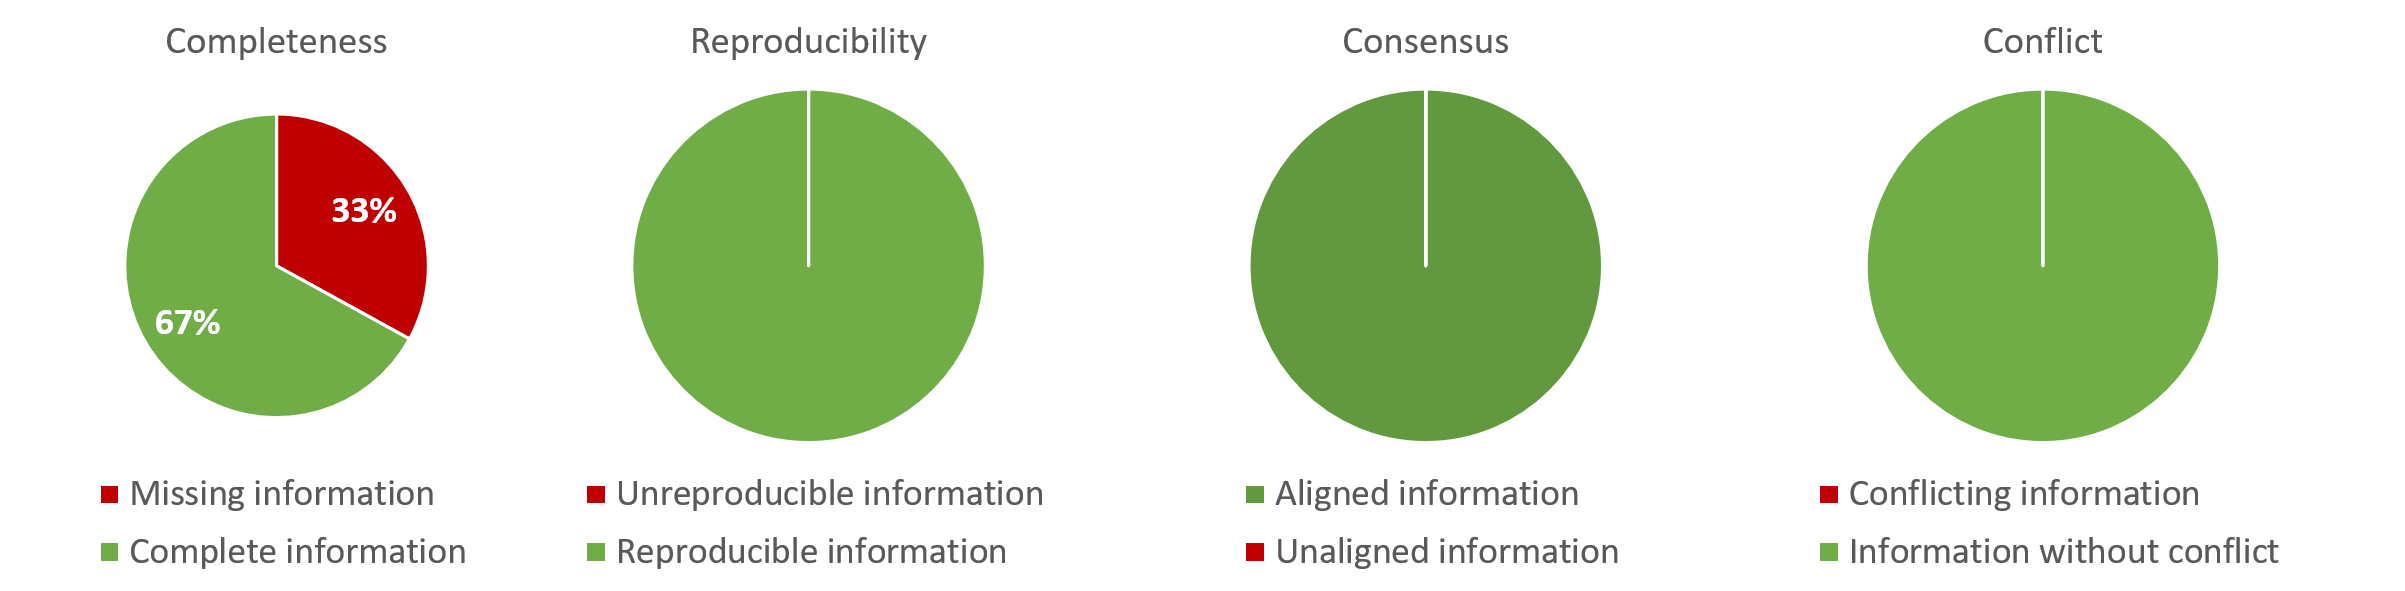 Completeness
33%
67%
Missing information
Complete information
Reproducibility
Unreproducible information
Reproducible information
Consensus
Aligned information
Unaligned information
Conflict
Conflicting information
Information without conflict